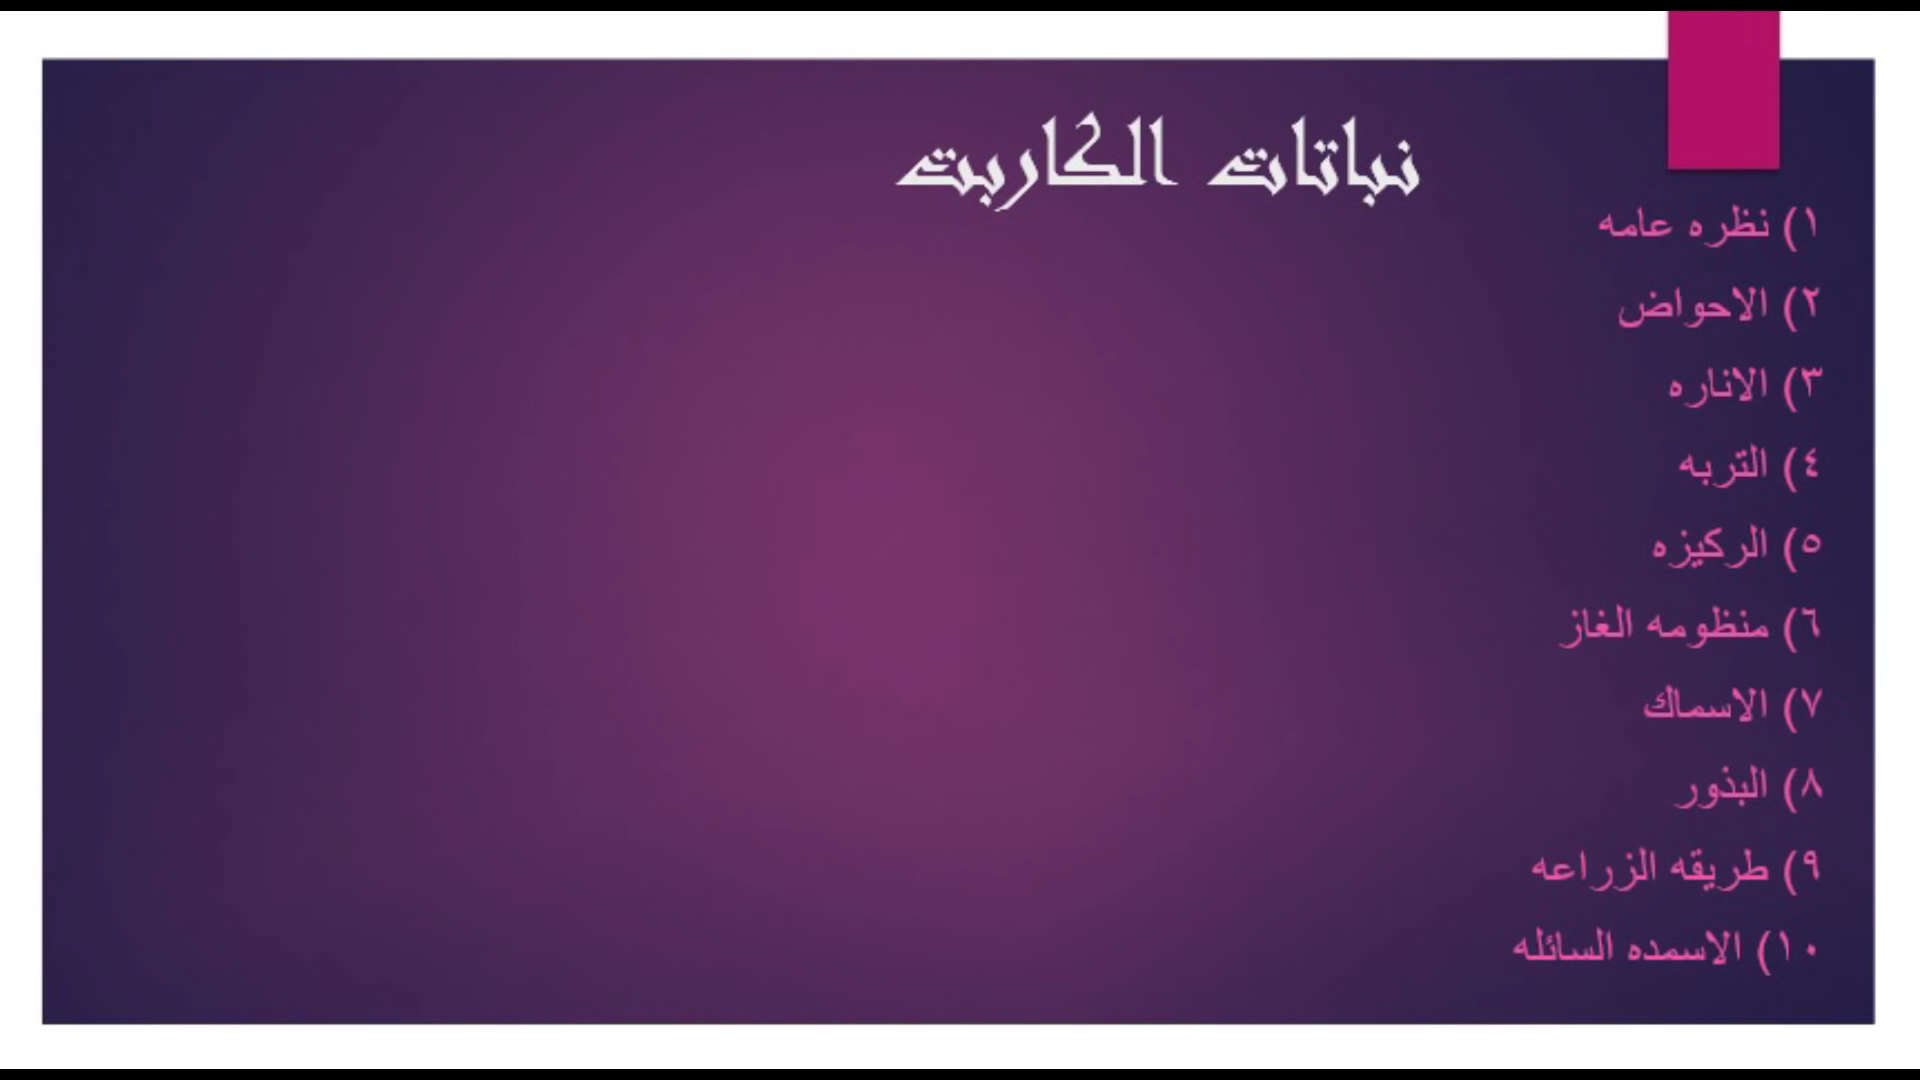 نباتات الكاربت
١) نظره عامه
٢) الاحواض
٣) الاناره
٤) التربه
٥) الركيزه
٦) منظومه الغاز
٧) الاسماك
٨) البذور
٩) طريقه الزراعه
١٠) الاسمده السائله